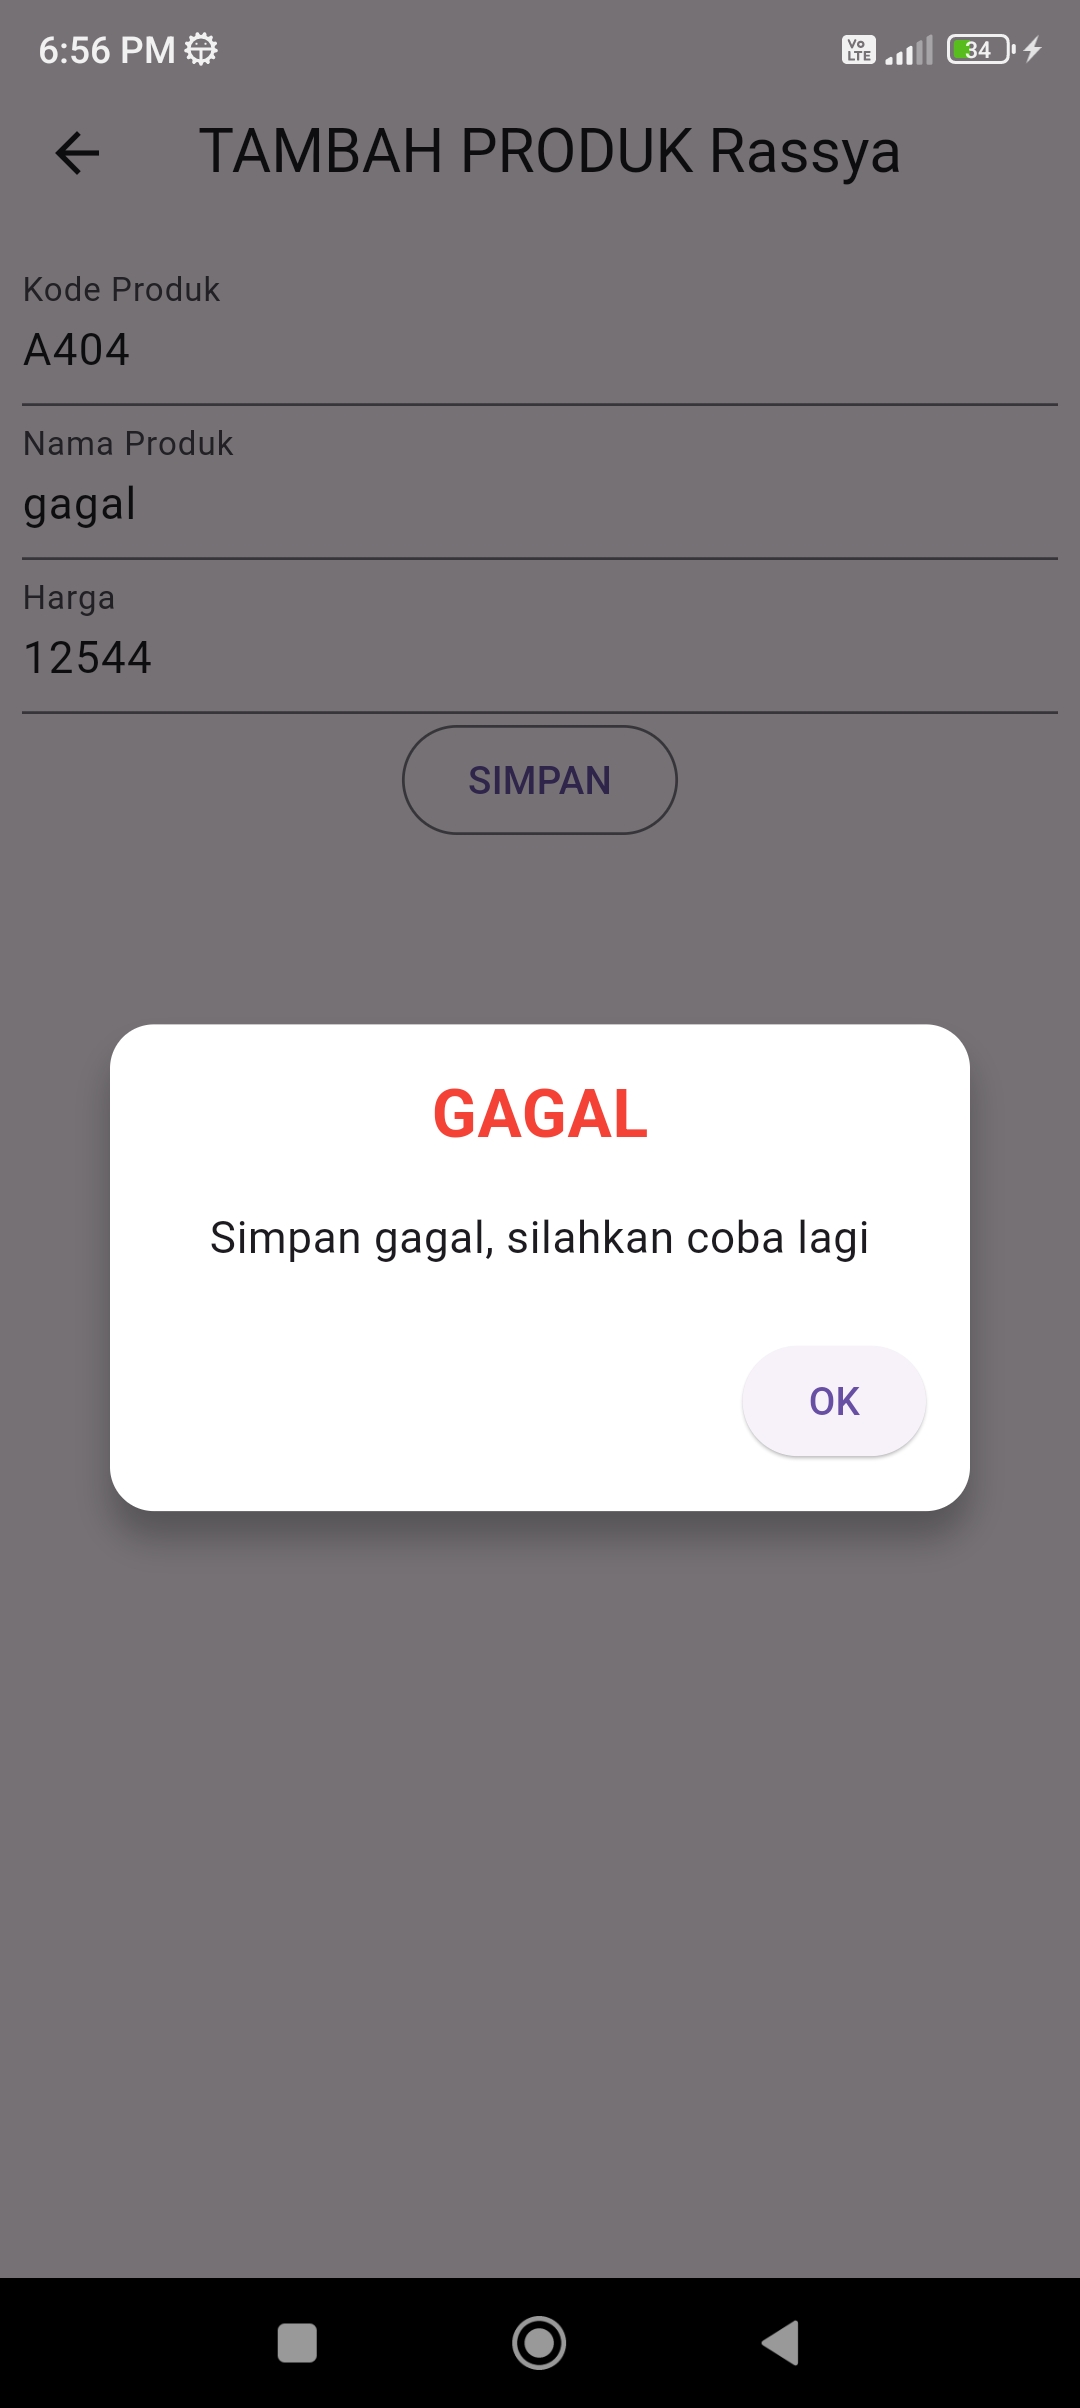 6:56 PM
Vo LTE
34
TAMBAH PRODUK Rassya
Kode Produk
A404
Nama Produk
gagal
Harga
12544
SIMPAN
GAGAL
Simpan gagal, silahkan coba lagi
OK